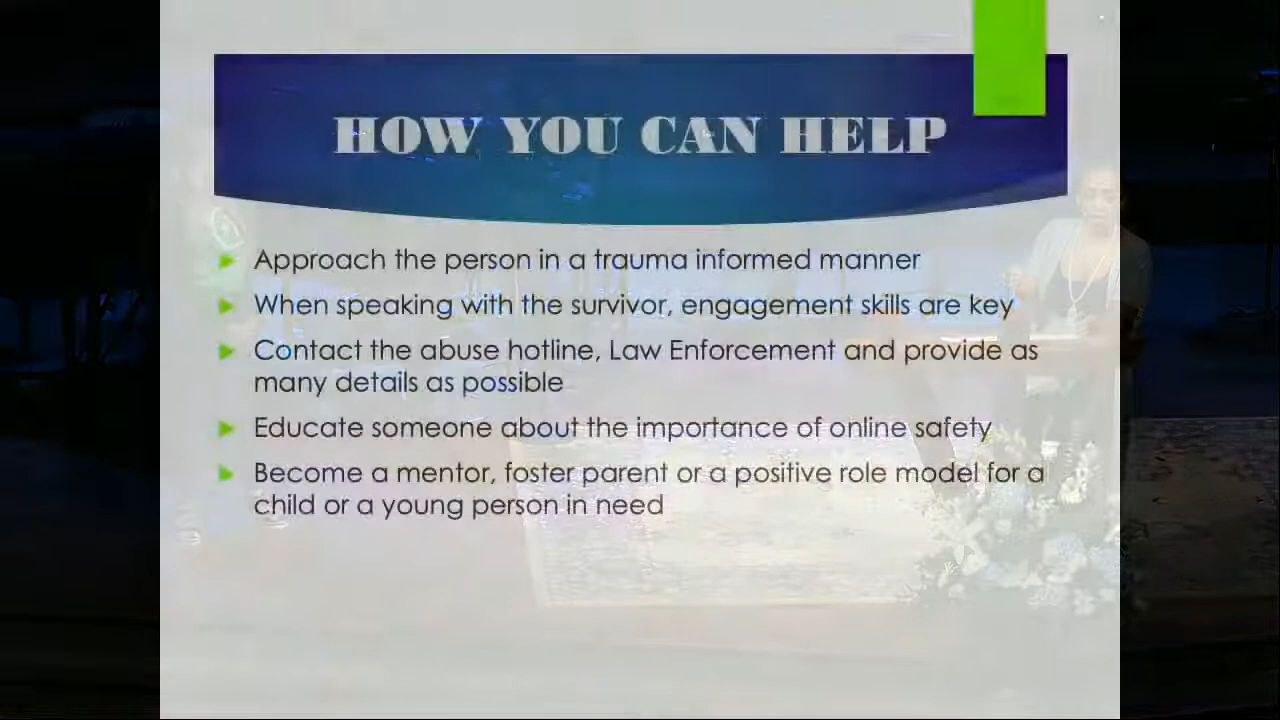 HOW YOU CAN HELP
Approach the person in a trauma informed manner
When speaking with the survivor, engagement skills are key
Contact the abuse hotline, Law Enforcement and provide as
many details as possible
Educate someone about the importance of online safety
Become a mentor, foster parent or a positive role model for a
child or a young person in need